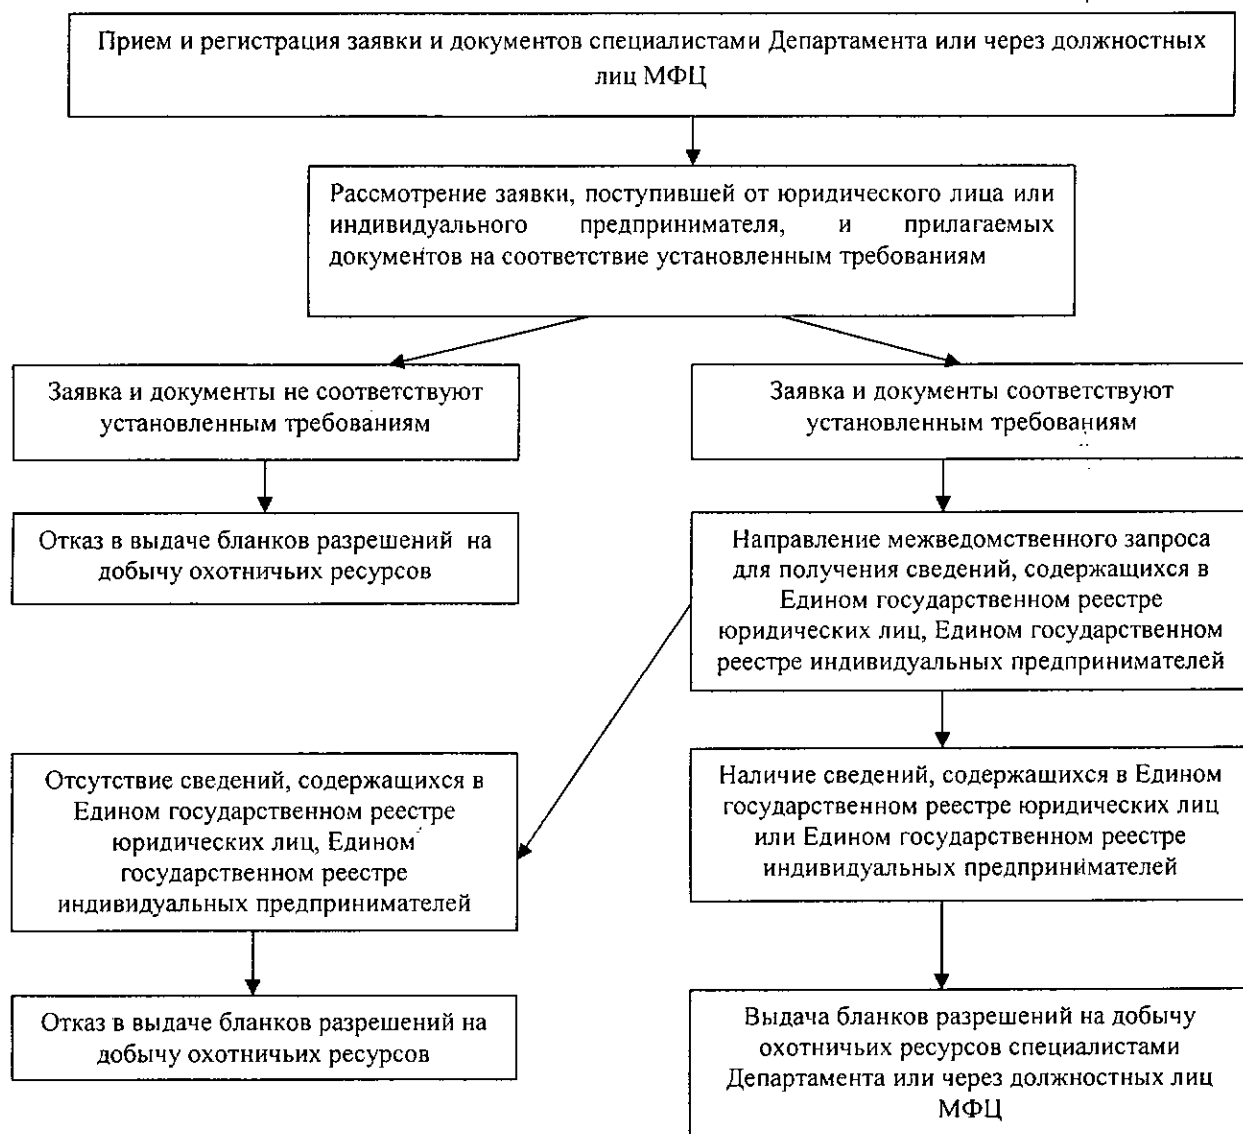 Прием и регистрация заявки и документов специалистами Департамента или через должностных
лиц МФЦ
Рассмотрение заявки, поступившей от юридического лица или
индивидуального предпринимателя, и прилагаемых
документов на соответствие установленным требованиям
Заявка и документы не соответствуют
установленным требованиям
Заявка и документы соответствуют
установленным требованиям
Отказ в выдаче бланков разрешений на
добычу охотничьих ресурсов
Направление межведомственного запроса
для получения сведений, содержащихся в
Едином государственном реестре
юридических лиц, Едином государственном
реестре индивидуальных предпринимателей
Отсутствие сведений, содержащихся в
Едином государственном реестре
юридических лиц, Едином
государственном реестре
индивидуальных предпринимателей
Наличие сведений, содержащихся в Едином
государственном реестре юридических лиц
или Едином государственном реестре
индивидуальных предпринимателей
Отказ в выдаче бланков разрешений на
добычу охотничьих ресурсов
Выдача бланков разрешений на добычу
охотничьих ресурсов специалистами
Департамента или через должностных лиц
МФЦ